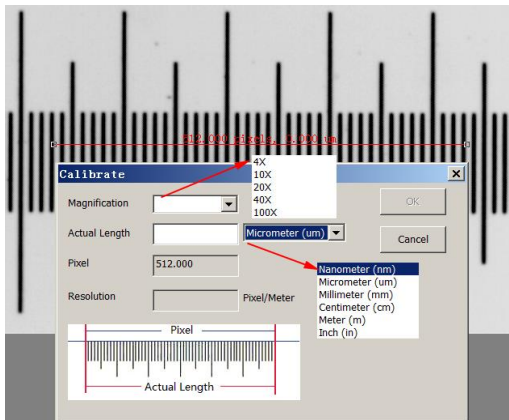 512.000 pixels, 0.000 um
Calibrate
Magnification
4X
10X
20X
40X
100X
OK
Actual Length
Micrometer (um)
Cancel
Pixel
512.000
Nanometer (nm)
Micrometer (um)
Millimeter (mm)
Centimeter (cm)
Meter (m)
Inch (in)
Resolution
Pixel/Meter
Pixel
Actual Length